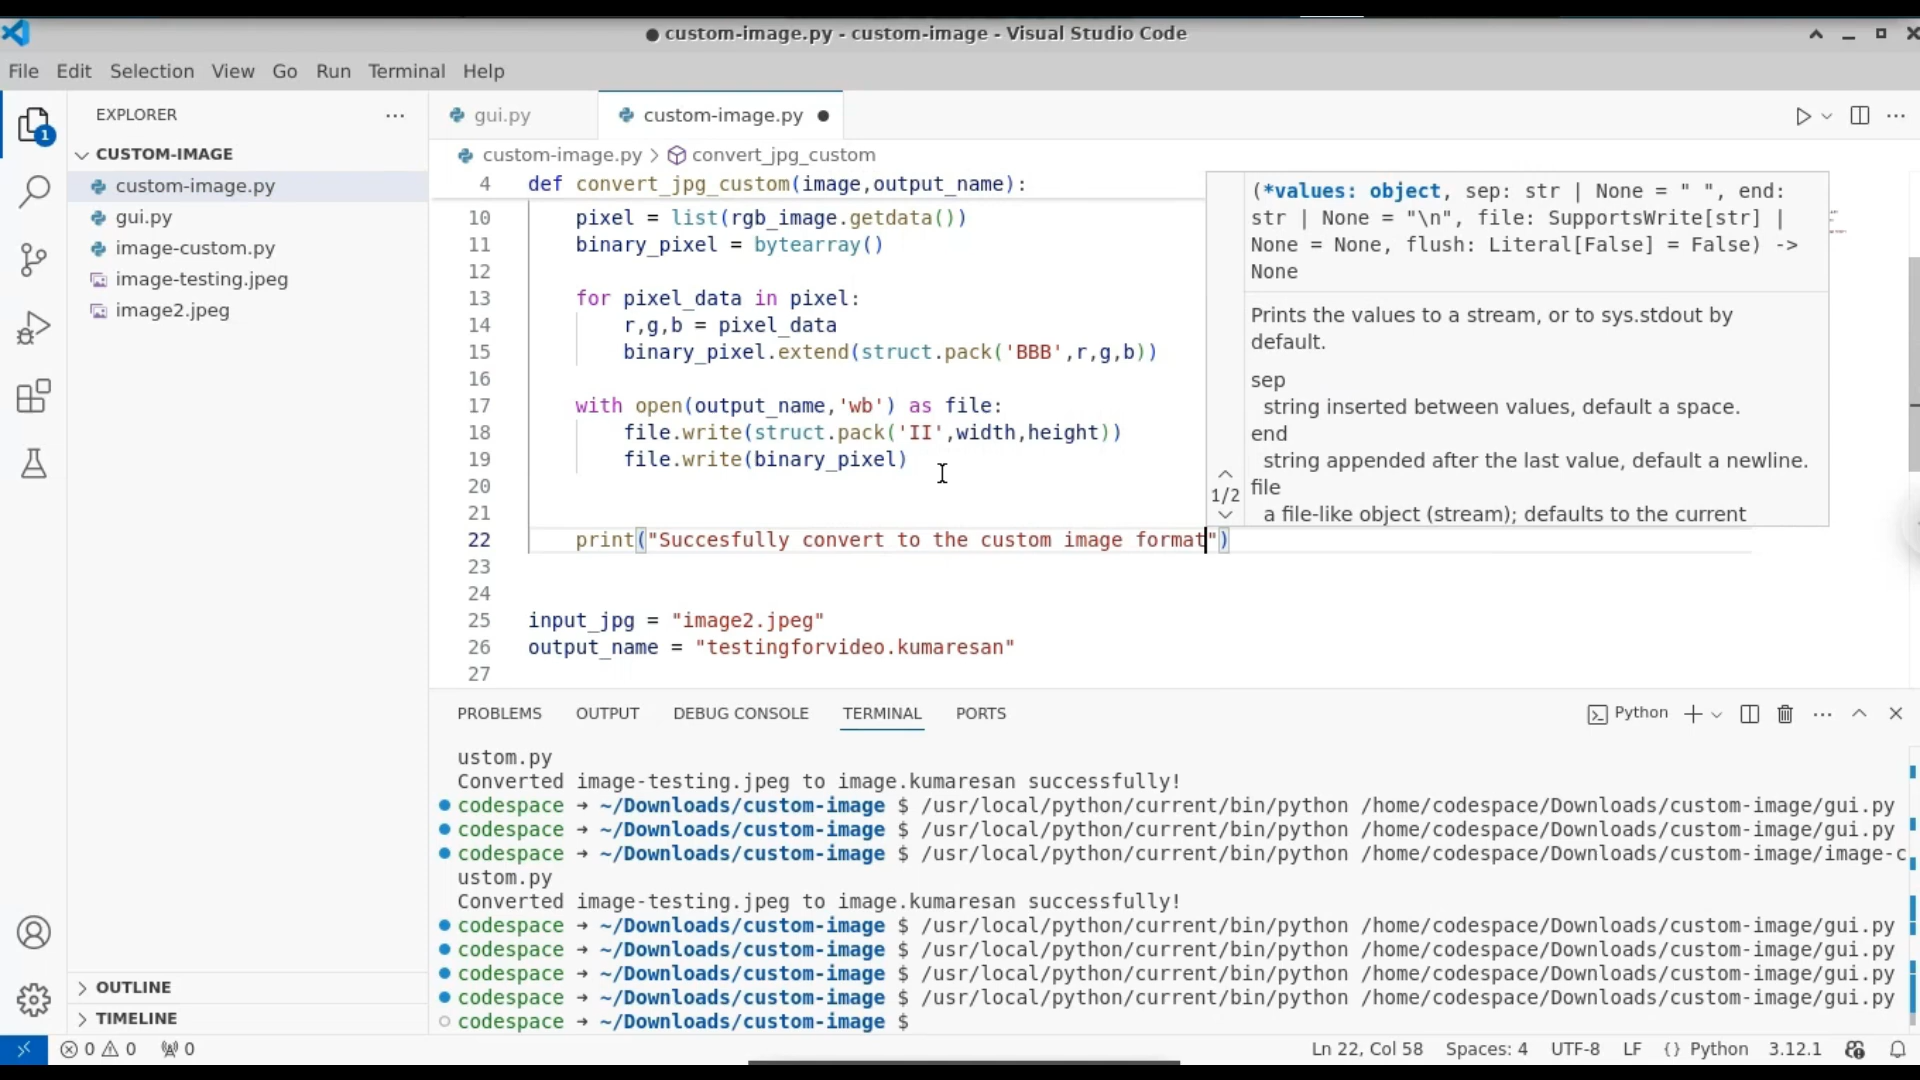 custom-image.py - custom-image - Visual Studio Code
File Edit Selection View Go Run Terminal Help
EXPLORER
1
CUSTOM-IMAGE
custom-image.py
gui.py
image-custom.py
image-testing.jpeg
image2.jpeg
OUTLINE
TIMELINE
gui.py custom-image.py
custom-image.py > convert_jpg_custom
4 def convert_jpg_custom(image,output_name):
10 pixel = list(rgb_image.getdata())
11 binary_pixel = bytearray()
12
13 for pixel_data in pixel:
14 r,g,b = pixel_data
15 binary_pixel.extend(struct.pack('BBB',r,g,b))
16
17 with open(output_name,'wb') as file:
18 file.write(struct.pack('II',width,height))
19 file.write(binary_pixel)
20
21
22 print("Succesfully convert to the custom image format")
23
24
25 input_jpg = "image2.jpeg"
26 output_name = "testingforvideo.kumaresan"
27
(*values: object, sep: str | None = " ", end:
str | None = "\n", file: SupportsWrite[str] |
None = None, flush: Literal[False] = False) ->
None
Prints the values to a stream, or to sys.stdout by
default.
sep
string inserted between values, default a space.
end
string appended after the last value, default a newline.
file
a file-like object (stream); defaults to the current
1/2
PROBLEMS OUTPUT DEBUG CONSOLE TERMINAL PORTS
Python
ustom.py
Converted image-testing.jpeg to image.kumaresan successfully!
codespace → ~/Downloads/custom-image $ /usr/local/python/current/bin/python /home/codespace/Downloads/custom-image/gui.py
codespace → ~/Downloads/custom-image $ /usr/local/python/current/bin/python /home/codespace/Downloads/custom-image/gui.py
codespace → ~/Downloads/custom-image $ /usr/local/python/current/bin/python /home/codespace/Downloads/custom-image/image-c
ustom.py
Converted image-testing.jpeg to image.kumaresan successfully!
codespace → ~/Downloads/custom-image $ /usr/local/python/current/bin/python /home/codespace/Downloads/custom-image/gui.py
codespace → ~/Downloads/custom-image $ /usr/local/python/current/bin/python /home/codespace/Downloads/custom-image/gui.py
codespace → ~/Downloads/custom-image $ /usr/local/python/current/bin/python /home/codespace/Downloads/custom-image/gui.py
codespace → ~/Downloads/custom-image $ /usr/local/python/current/bin/python /home/codespace/Downloads/custom-image/gui.py
codespace → ~/Downloads/custom-image $
0 0 0 Ln 22, Col 58 Spaces: 4 UTF-8 LF {} Python 3.12.1